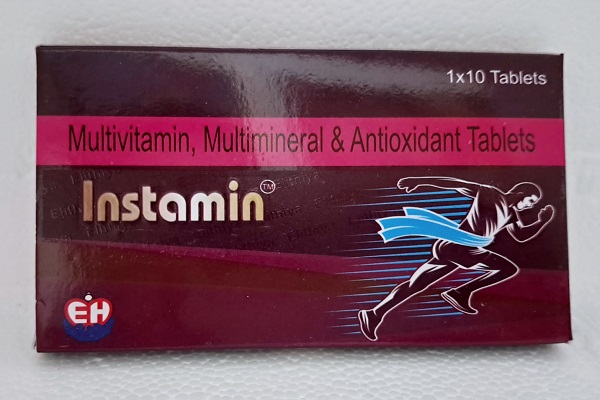 1x10 Tablets
Multivitamin, Multimineral & Antioxidant Tablets
Instamin™
EH